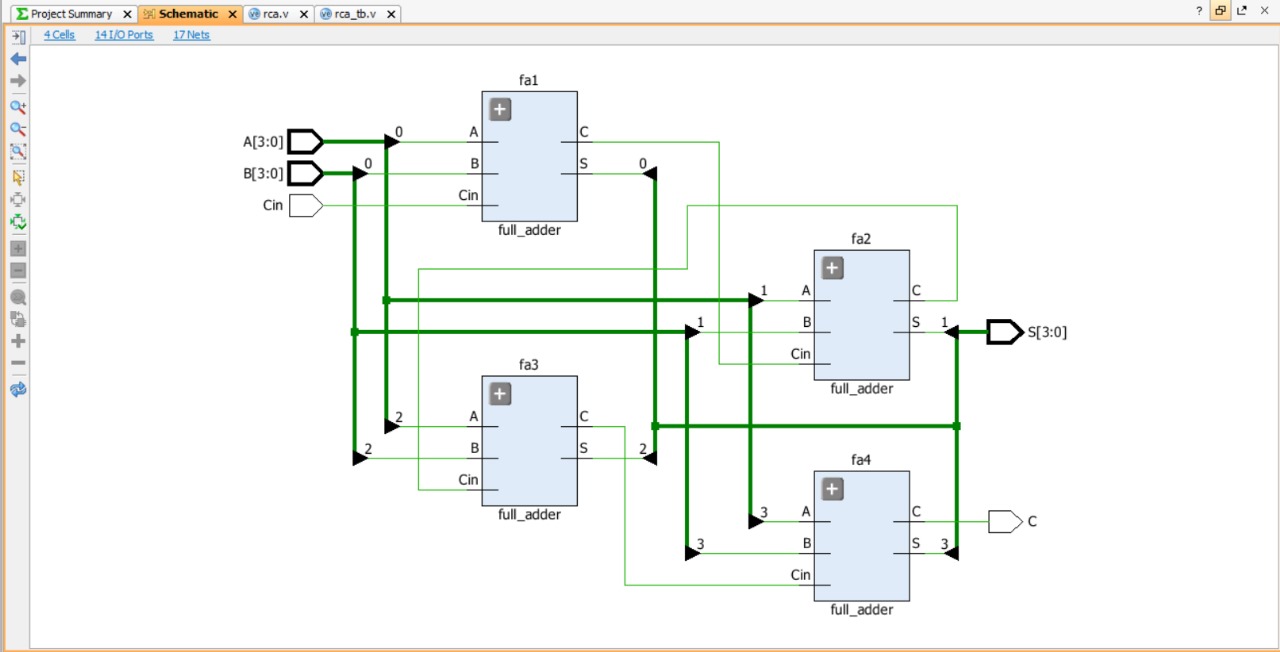 Project Summary
Schematic
rca.v
rca_tb.v
?
4 Cells
14 I/O Ports
17 Nets
fa1
A[3:0]
0
A
C
B[3:0]
0
B
S
0
Cin
Cin
full_adder
fa2
1
A
C
1
B
S
1
S[3:0]
Cin
full_adder
fa3
2
A
C
2
B
S
2
Cin
full_adder
fa4
3
A
C
C
3
B
S
3
Cin
full_adder